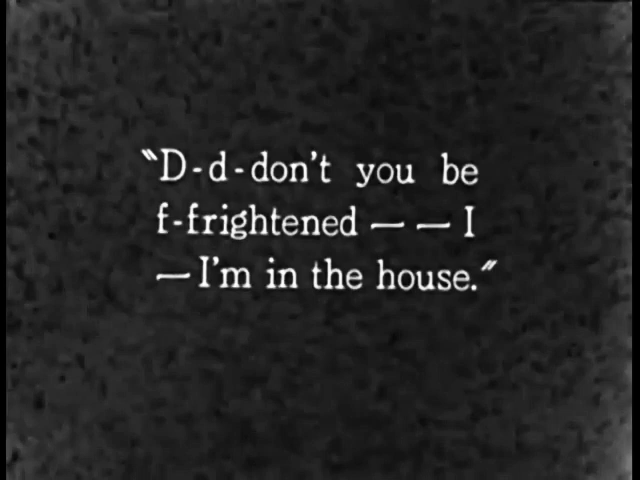 "D-d-don't you be
f-frightened — — I
— I'm in the house."